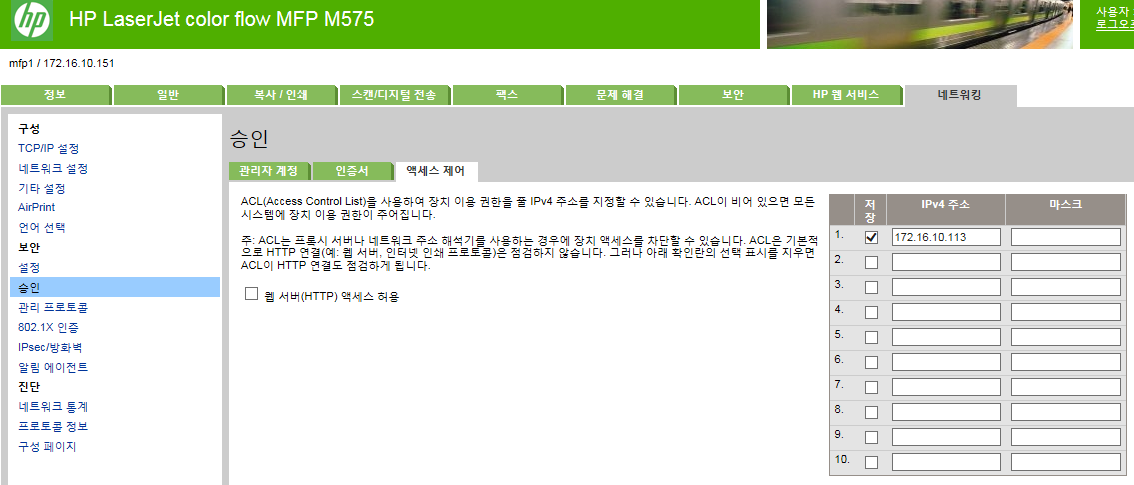 hp
HP LaserJet color flow MFP M575
사용자
로그오
mfp1 / 172.16.10.151
정보
일반
복사 / 인쇄
스캔/디지털 전송
팩스
문제 해결
보안
HP 웹 서비스
네트워킹
구성
TCP/IP 설정
네트워크 설정
기타 설정
AirPrint
언어 선택
보안
설정
승인
관리 프로토콜
802.1X 인증
IPsec/방화벽
알림 에이전트
진단
네트워크 통계
프로토콜 정보
구성 페이지
승인
관리자 계정
인증서
액세스 제어
ACL(Access Control List)을 사용하여 장치 이용 권한을 풀 IPv4 주소를 지정할 수 있습니다. ACL이 비어 있으면 모든
시스템에 장치 이용 권한이 주어집니다.
주: ACL는 프록시 서버나 네트워크 주소 해석기를 사용하는 경우에 장치 액세스를 차단할 수 있습니다. ACL은 기본적
으로 HTTP 연결(예: 웹 서버, 인터넷 인쇄 프로토콜)은 점검하지 않습니다. 그러나 아래 확인란의 선택 표시를 지우면
ACL이 HTTP 연결도 점검하게 됩니다.
웹 서버(HTTP) 액세스 허용
저장
IPv4 주소
마스크
1.
172.16.10.113
2.
3.
4.
5.
6.
7.
8.
9.
10.